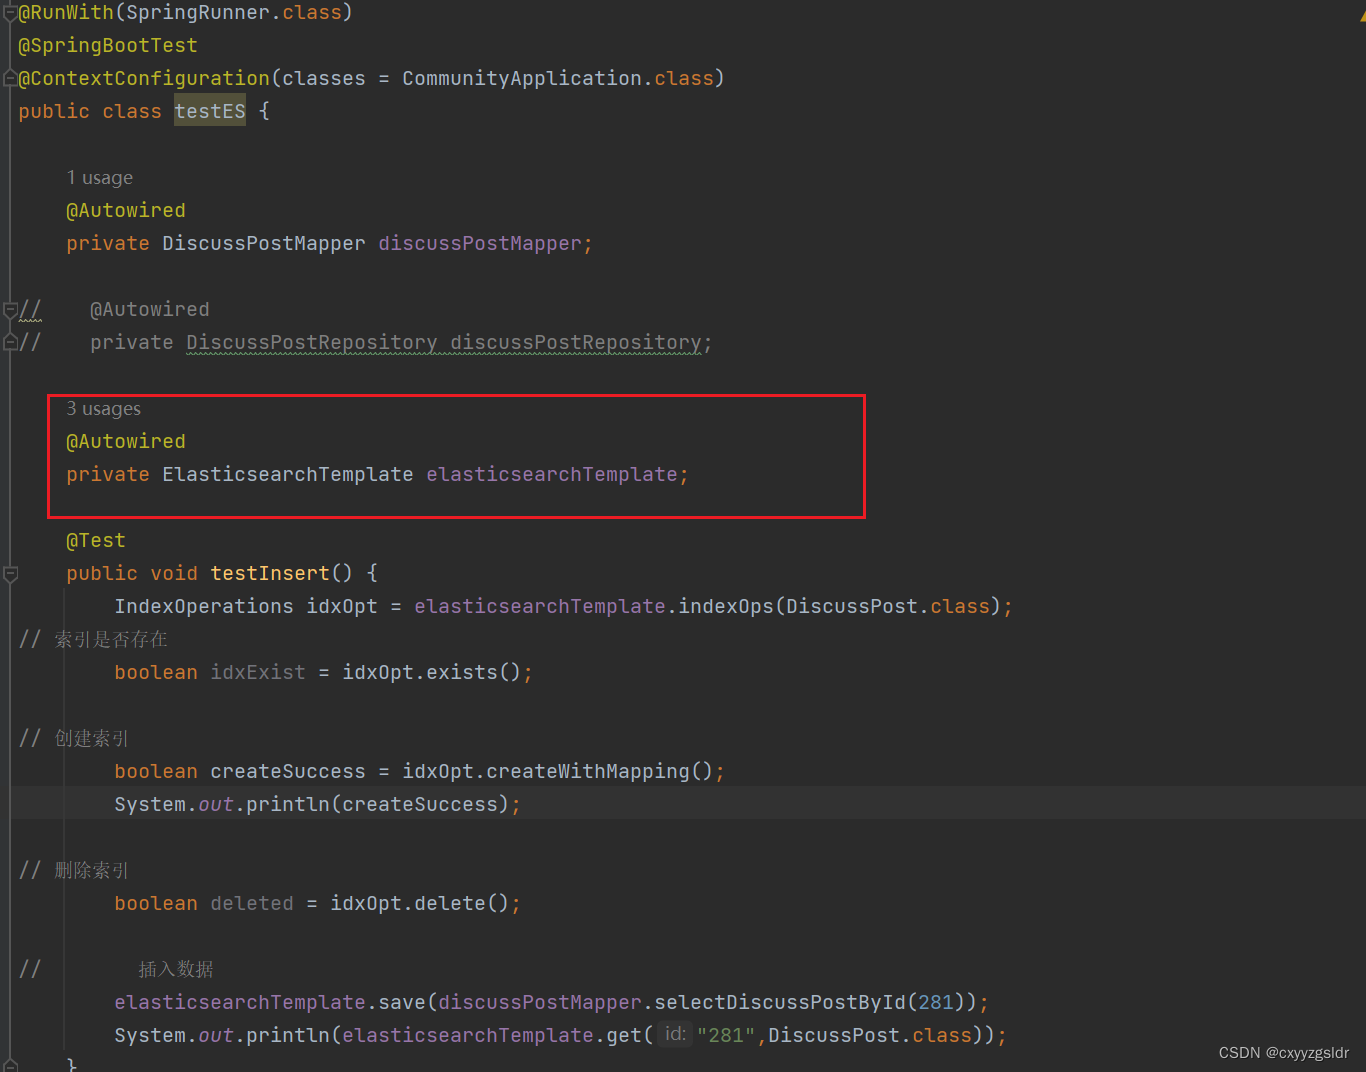 @RunWith(SpringRunner.class)
@SpringBootTest
@ContextConfiguration(classes = CommunityApplication.class)
public class testES {
1 usage
@Autowired
private DiscussPostMapper discussPostMapper;
//    @Autowired
//    private DiscussPostRepository discussPostRepository;
3 usages
@Autowired
private ElasticsearchTemplate elasticsearchTemplate;
@Test
public void testInsert() {
IndexOperations idxOpt = elasticsearchTemplate.indexOps(DiscussPost.class);
// 索引是否存在
boolean idxExist = idxOpt.exists();
// 创建索引
boolean createSuccess = idxOpt.createWithMapping();
System.out.println(createSuccess);
// 删除索引
boolean deleted = idxOpt.delete();
//        插入数据
elasticsearchTemplate.save(discussPostMapper.selectDiscussPostById(281));
System.out.println(elasticsearchTemplate.get( id: "281",DiscussPost.class));
}
CSDN @cxyyzgsldr